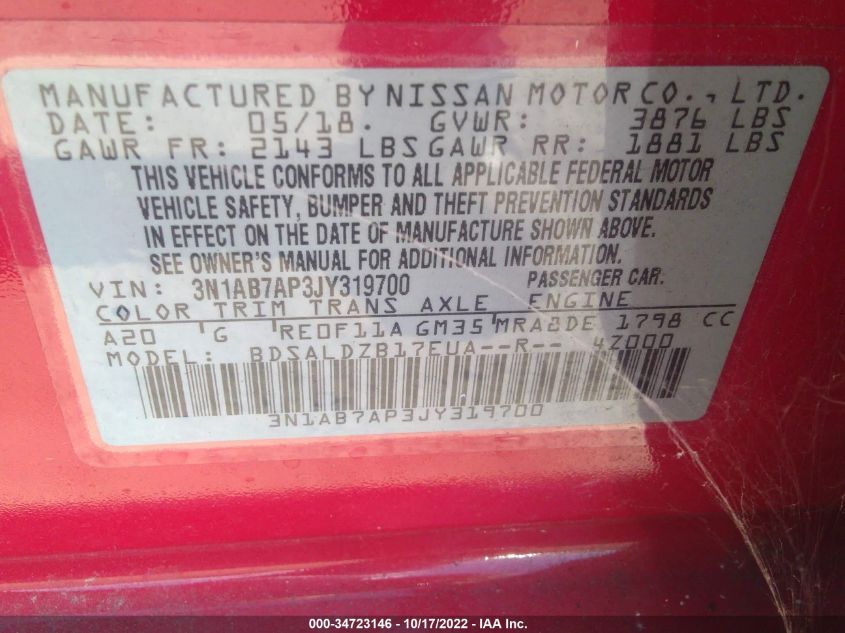 MANUFACTURED BY NISSAN MOTOR CO., LTD.
DATE: 05/18. GVWR: 3876 LBS
GAWR FR: 2143 LBS GAWR RR: 1881 LBS
THIS VEHICLE CONFORMS TO ALL APPLICABLE FEDERAL MOTOR
VEHICLE SAFETY, BUMPER AND THEFT PREVENTION STANDARDS
IN EFFECT ON THE DATE OF MANUFACTURE SHOWN ABOVE.
SEE OWNER'S MANUAL FOR ADDITIONAL INFORMATION.
VIN: 3N1AB7AP3JY319700 PASSENGER CAR.
COLOR TRIM TRANS AXLE ENGINE
A20 G RE0F11A GM35 MRA8DE 1798 CC
MODEL: BDSALDZB17EUA--R-- 4Z000
3N1AB7AP3JY319700
000-34723146 - 10/17/2022 - IAA Inc.